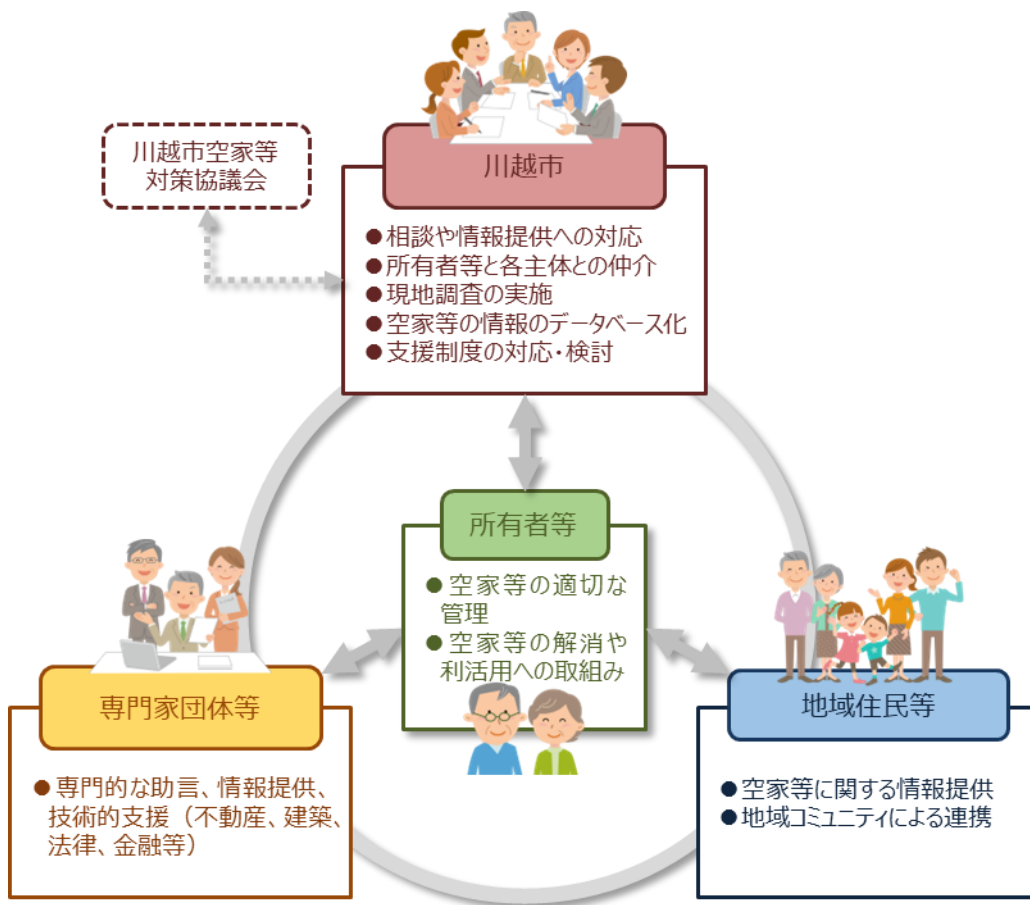 川越市空家等
対策協議会
川越市
●相談や情報提供への対応
●所有者等と各主体との仲介
●現地調査の実施
●空家等の情報のデータベース化
●支援制度の対応・検討
所有者等
●空家等の適切な
管理
●空家等の解消や
利活用への取組み
専門家団体等
●専門的な助言、情報提供、
技術的支援（不動産、建築、
法律、金融等）
地域住民等
●空家等に関する情報提供
●地域コミュニティによる連携